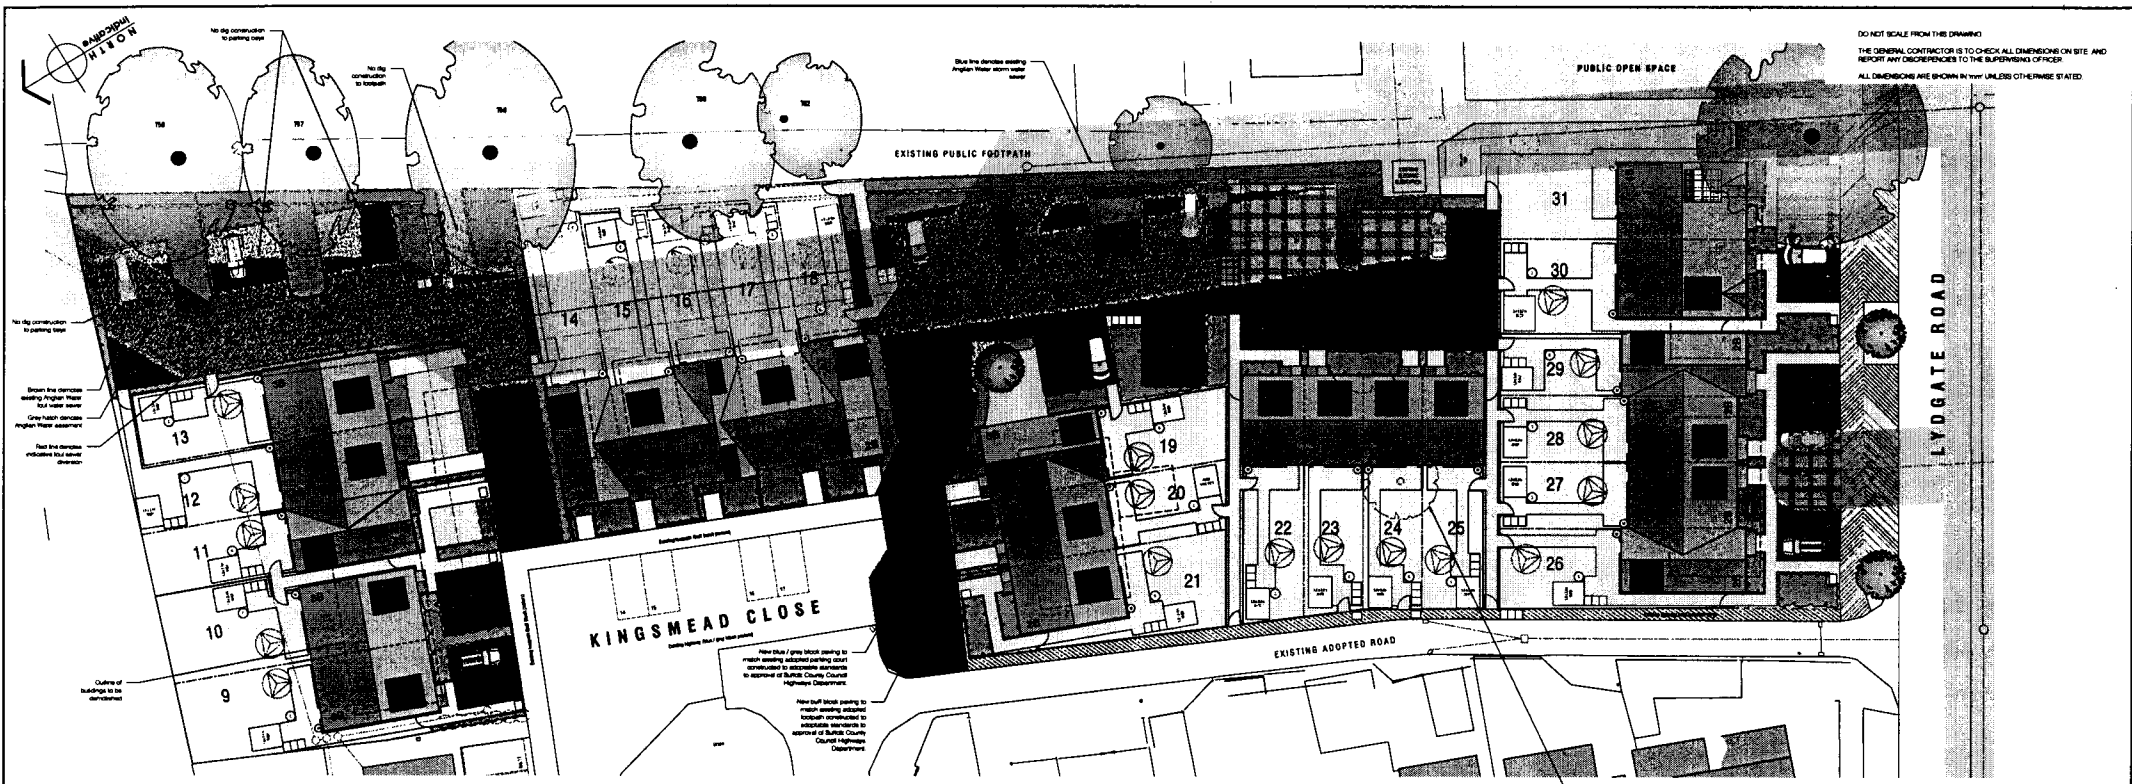 NORTH
indicative
No dig construction
to parking bays
No dig
construction
to footpath
Blue line denotes existing
Anglian Water storm water
sewer
DO NOT SCALE FROM THIS DRAWING
THE GENERAL CONTRACTOR IS TO CHECK ALL DIMENSIONS ON SITE AND
REPORT ANY DISCREPENCIES TO THE SUPERVISING OFFICER
ALL DIMENSIONS ARE SHOWN IN 'mm' UNLESS OTHERWISE STATED.
PUBLIC OPEN SPACE
EXISTING PUBLIC FOOTPATH
757
762
31
30
29
28
27
26
LYDGATE ROAD
14
15
16
17
18
No dig construction
to parking bays
Brown line denotes
existing Anglian Water
foul water sewer
Grey hatch denotes
Anglian Water easement
Red line denotes
indicative foul sewer
diversion
13
12
11
10
9
19
20
21
22
23
24
25
KINGSMEAD CLOSE
14
15
16
17
EXISTING ADOPTED ROAD
New blue / grey block paving to
match existing adopted parking court
constructed to adoptable standards
to approval of Suffolk County Council
Highways Department.
New buff block paving to
match existing adopted
footpath constructed to
adoptable standards to
approval of Suffolk County
Council Highways
Department.
Outline of
buildings to be
demolished